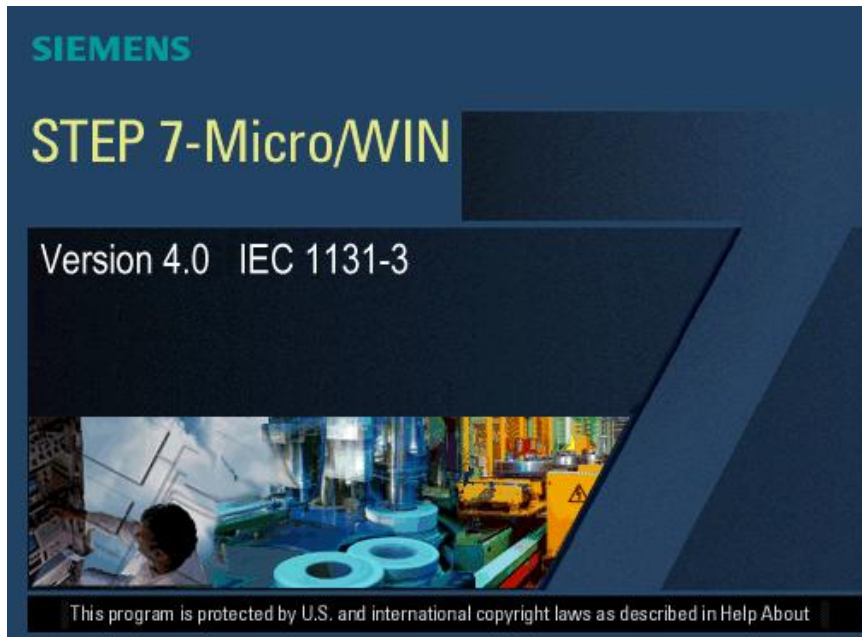 SIEMENS
STEP 7-Micro/WIN
Version 4.0 IEC 1131-3
This program is protected by U.S. and international copyright laws as described in Help About